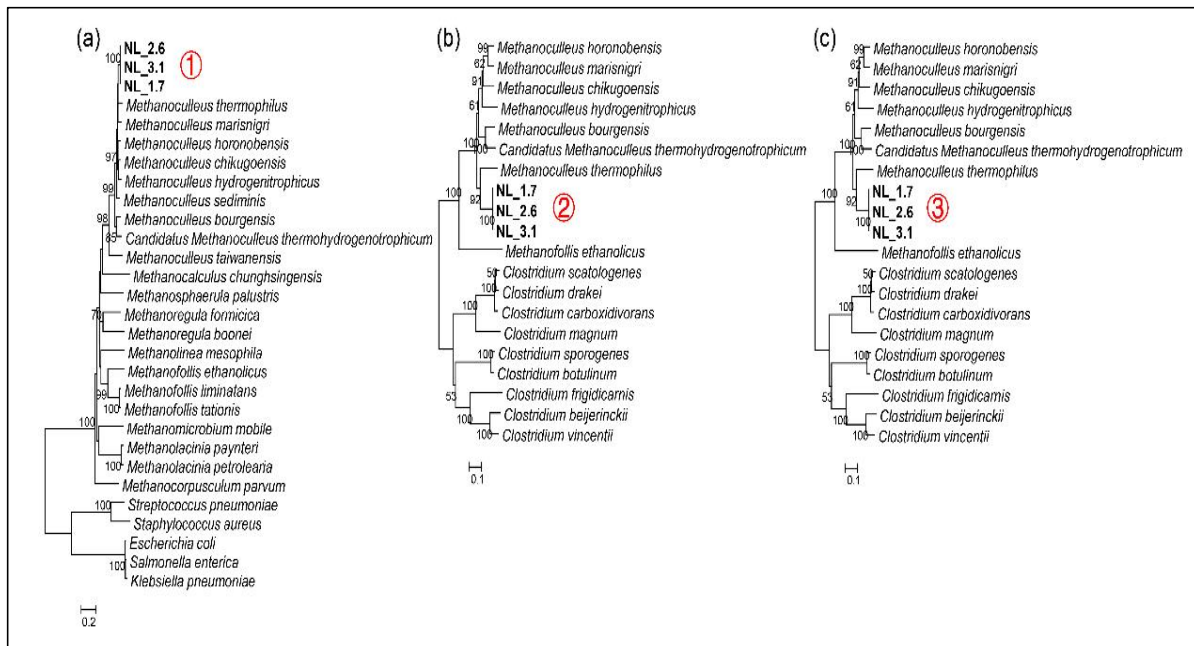 (a)
100
NL_2.6
NL_3.1
NL_1.7
①
Methanoculleus thermophilus
Methanoculleus marisnigri
Methanoculleus horonobensis
97
Methanoculleus chikugoensis
Methanoculleus hydrogenitrophicus
99
Methanoculleus sediminis
98
Methanoculleus bourgensis
85
Candidatus Methanoculleus thermohydrogenotrophicum
Methanoculleus taiwanensis
Methanocalculus chunghsingensis
Methanosphaerula palustris
Methanoregula formicica
Methanoregula boonei
Methanolinea mesophila
Methanofollis ethanolicus
99
Methanofollis liminatans
100
Methanofollis tationis
100
Methanomicrobium mobile
Methanolacinia paynteri
100
Methanolacinia petrolearia
Methanocorpusculum parvum
100
Streptococcus pneumoniae
Staphylococcus aureus
Escherichia coli
100
Salmonella enterica
Klebsiella pneumoniae
0.2
(b)
99
Methanoculleus horonobensis
62
Methanoculleus marisnigri
91
Methanoculleus chikugoensis
61
Methanoculleus hydrogenitrophicus
Methanoculleus bourgensis
100
100
Candidatus Methanoculleus thermohydrogenotrophicum
Methanoculleus thermophilus
100
NL_1.7
92
NL_2.6
②
100
NL_3.1
Methanofollis ethanolicus
50
Clostridium scatologenes
100
Clostridium drakei
100
Clostridium carboxidivorans
Clostridium magnum
100
Clostridium sporogenes
Clostridium botulinum
53
Clostridium frigidicarnis
100
Clostridium beijerinckii
100
Clostridium vincentii
0.1
(c)
99
Methanoculleus horonobensis
62
Methanoculleus marisnigri
91
Methanoculleus chikugoensis
61
Methanoculleus hydrogenitrophicus
Methanoculleus bourgensis
100
100
Candidatus Methanoculleus thermohydrogenotrophicum
Methanoculleus thermophilus
100
NL_1.7
92
NL_2.6
③
100
NL_3.1
Methanofollis ethanolicus
50
Clostridium scatologenes
100
Clostridium drakei
100
Clostridium carboxidivorans
Clostridium magnum
100
Clostridium sporogenes
Clostridium botulinum
53
Clostridium frigidicarnis
100
Clostridium beijerinckii
100
Clostridium vincentii
0.1